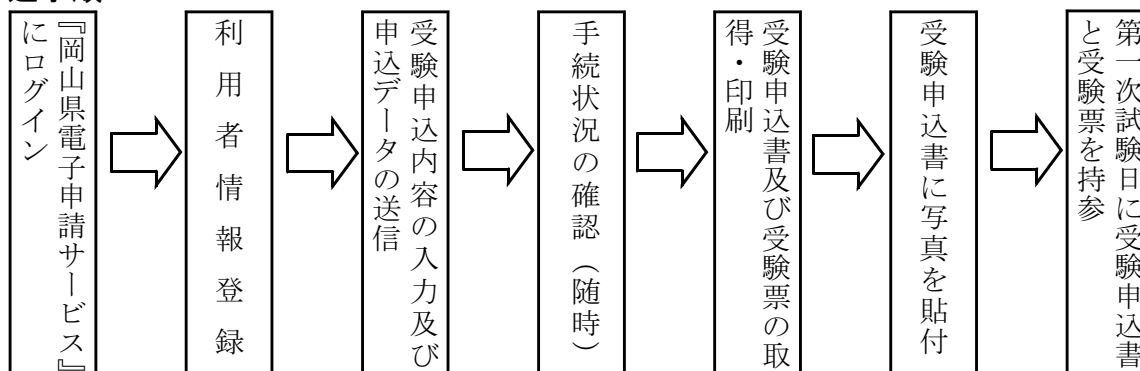 『岡山県電子申請サービス』
にログイン
利用者情報登録
受験申込内容の入力及び
申込データの送信
手続状況の確認（随時）
受験申込書及び受験票の取
得・印刷
受験申込書に写真を貼付
第一次試験日に受験申込書
と受験票を持参